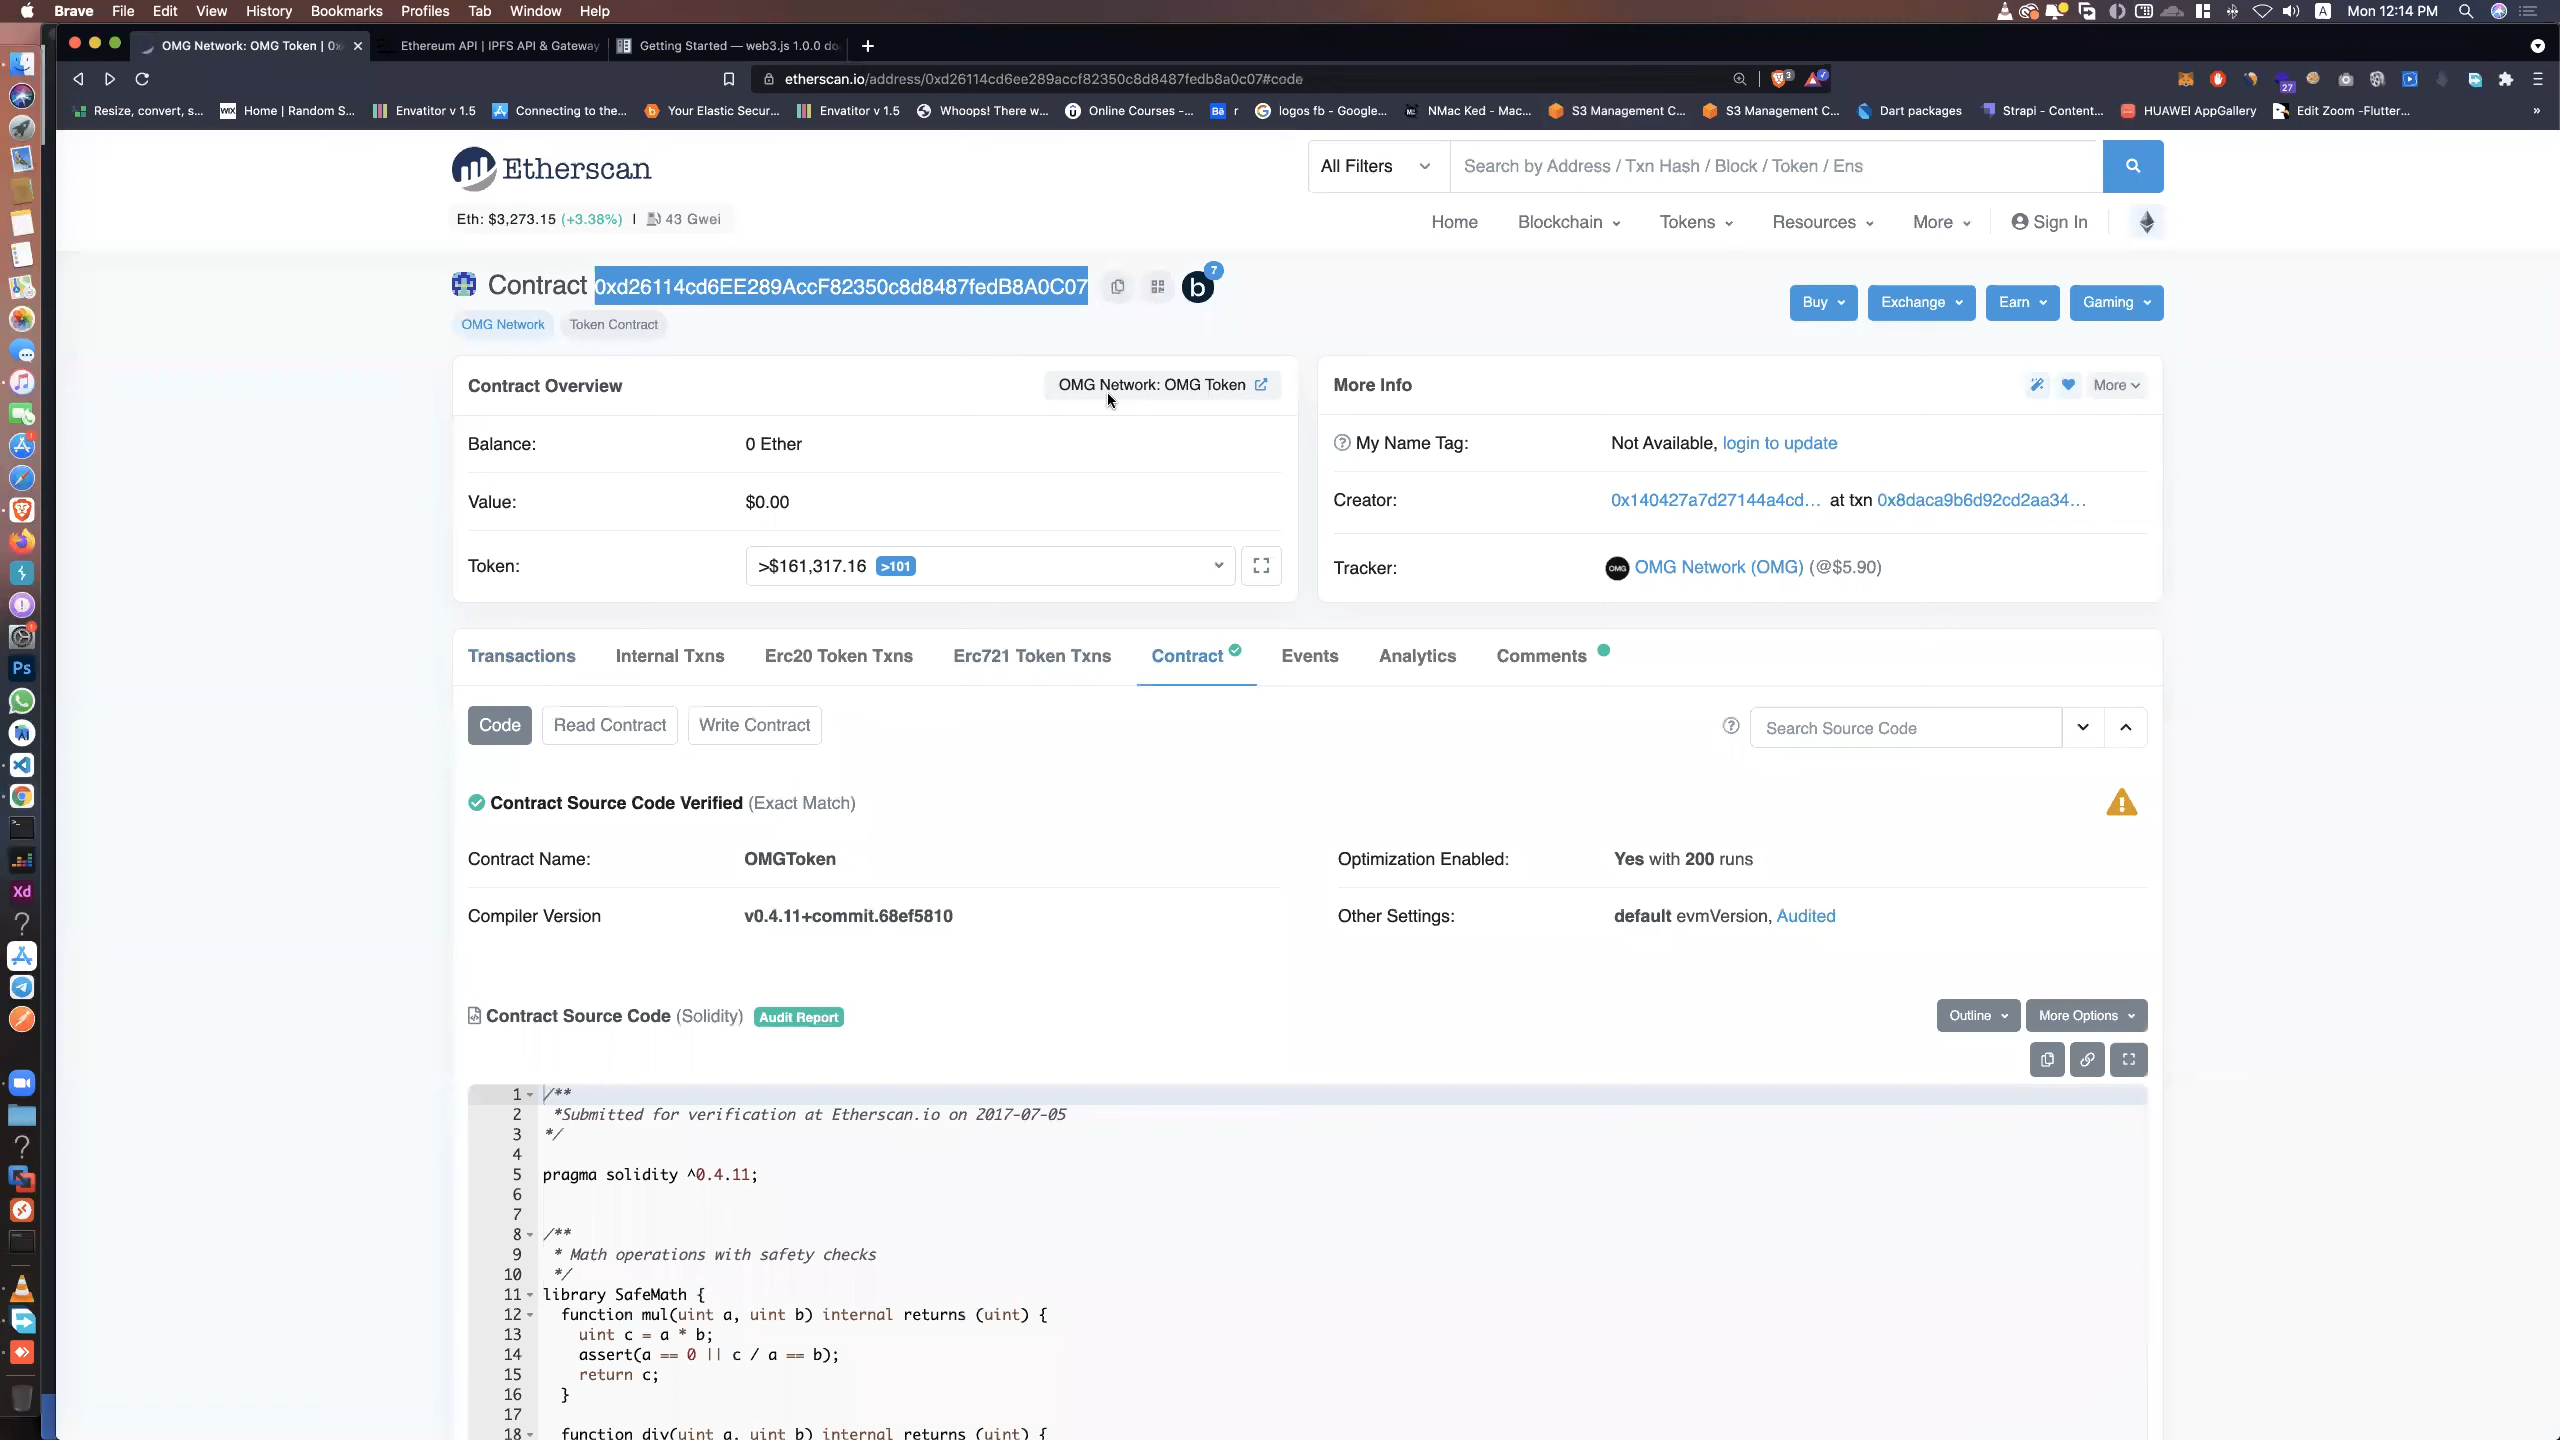 Brave File Edit View History Bookmarks Profiles Tab Window Help
A Mon 12:14 PM
OMG Network: OMG Token | 0x
Ethereum API | IPFS API & Gateway
Getting Started — web3.js 1.0.0 do
etherscan.io/address/0xd26114cd6ee289accf82350c8d8487fedb8a0c07#code
3
27
Resize, convert, s...
WIX Home | Random S...
Envatitor v 1.5
Connecting to the...
Your Elastic Secur...
Envatitor v 1.5
Whoops! There w...
Online Courses -...
Bē r
logos fb - Google...
NMac Ked - Mac...
S3 Management C...
S3 Management C...
Dart packages
Strapi - Content...
HUAWEI AppGallery
Edit Zoom -Flutter...
»
Etherscan
All Filters
Search by Address / Txn Hash / Block / Token / Ens
Eth: $3,273.15 (+3.38%) | 43 Gwei
Home Blockchain Tokens Resources More Sign In
Contract 0xd26114cd6EE289AccF82350c8d8487fedB8A0C07
b 7
Buy Exchange Earn Gaming
OMG Network Token Contract
Contract Overview
OMG Network: OMG Token
Balance: 0 Ether
Value: $0.00
Token: >$161,317.16 >101
More Info
More
My Name Tag: Not Available, login to update
Creator: 0x140427a7d27144a4cd... at txn 0x8daca9b6d92cd2aa34...
Tracker: OMG OMG Network (OMG) (@$5.90)
Transactions Internal Txns Erc20 Token Txns Erc721 Token Txns Contract Events Analytics Comments
Code Read Contract Write Contract
Search Source Code
Contract Source Code Verified (Exact Match)
Contract Name: OMGToken
Optimization Enabled: Yes with 200 runs
Compiler Version v0.4.11+commit.68ef5810
Other Settings: default evmVersion, Audited
Contract Source Code (Solidity) Audit Report
Outline More Options
1 /**
2 *Submitted for verification at Etherscan.io on 2017-07-05
3 */
4
5 pragma solidity ^0.4.11;
6
7
8 /**
9 * Math operations with safety checks
10 */
11 library SafeMath {
12 function mul(uint a, uint b) internal returns (uint) {
13 uint c = a * b;
14 assert(a == 0 || c / a == b);
15 return c;
16 }
17
18 function div(uint a, uint b) internal returns (uint) {
Ps
Xd